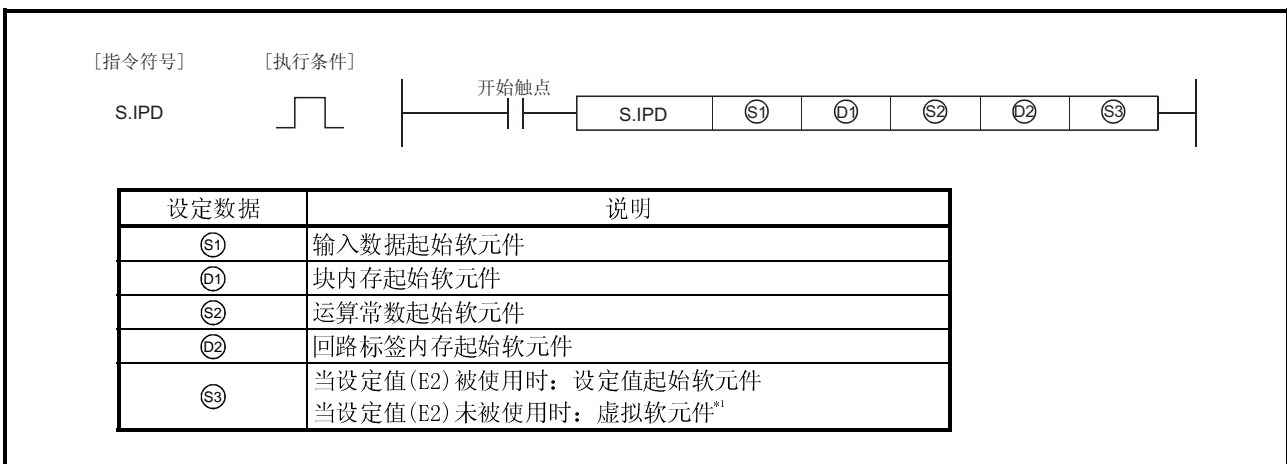 [指令符号] [执行条件]
开始触点
S.IPD S.IPD S1 D1 S2 D2 S3
设定数据 说明
S1 输入数据起始软元件
D1 块内存起始软元件
S2 运算常数起始软元件
D2 回路标签内存起始软元件
S3 当设定值(E2)被使用时：设定值起始软元件
当设定值(E2)未被使用时：虚拟软元件*1